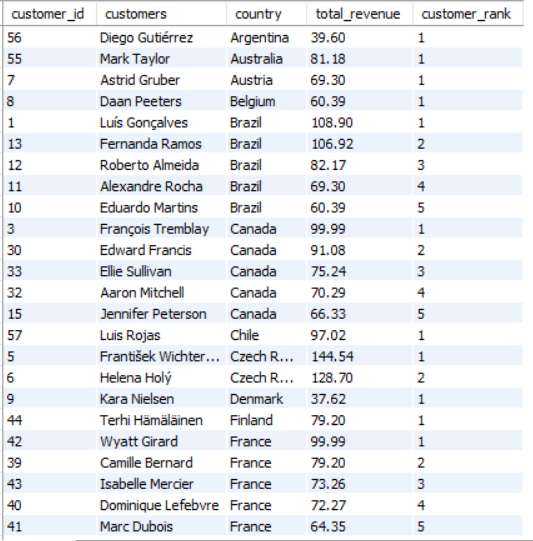 customer_id customers country total_revenue customer_rank
56 Diego Gutiérrez Argentina 39.60 1
55 Mark Taylor Australia 81.18 1
7 Astrid Gruber Austria 69.30 1
8 Daan Peeters Belgium 60.39 1
1 Luís Gonçalves Brazil 108.90 1
13 Fernanda Ramos Brazil 106.92 2
12 Roberto Almeida Brazil 82.17 3
11 Alexandre Rocha Brazil 69.30 4
10 Eduardo Martins Brazil 60.39 5
3 François Tremblay Canada 99.99 1
30 Edward Francis Canada 91.08 2
33 Ellie Sullivan Canada 75.24 3
32 Aaron Mitchell Canada 70.29 4
15 Jennifer Peterson Canada 66.33 5
57 Luis Rojas Chile 97.02 1
5 František Wichter... Czech R... 144.54 1
6 Helena Holý Czech R... 128.70 2
9 Kara Nielsen Denmark 37.62 1
44 Terhi Hämäläinen Finland 79.20 1
42 Wyatt Girard France 99.99 1
39 Camille Bernard France 79.20 2
43 Isabelle Mercier France 73.26 3
40 Dominique Lefebvre France 72.27 4
41 Marc Dubois France 64.35 5